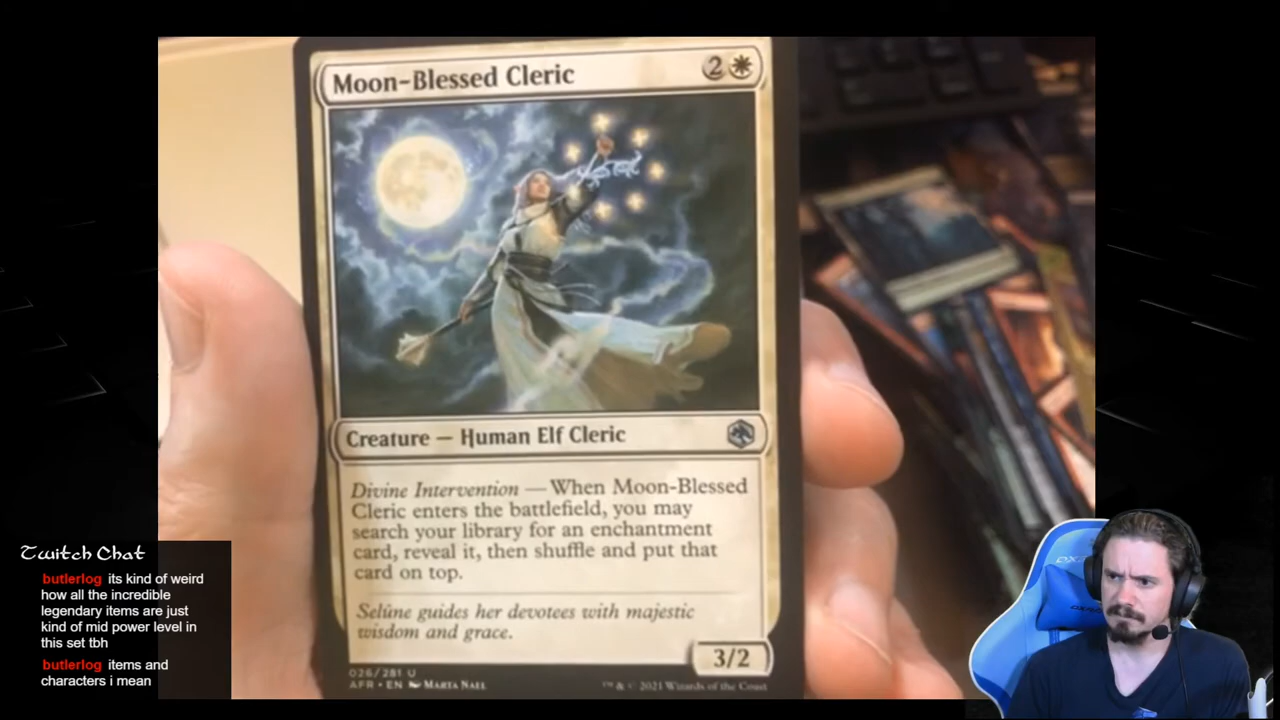 Moon-Blessed Cleric
2
Creature — Human Elf Cleric
Divine Intervention — When Moon-Blessed
Cleric enters the battlefield, you may
search your library for an enchantment
card, reveal it, then shuffle and put that
card on top.
Selûne guides her devotees with majestic
wisdom and grace.
3/2
026/281 U
AFR • EN Marta Nael
™ & © 2021 Wizards of the Coast
Twitch Chat
butlerlog its kind of weird
how all the incredible
legendary items are just
kind of mid power level in
this set tbh
butlerlog items and
characters i mean